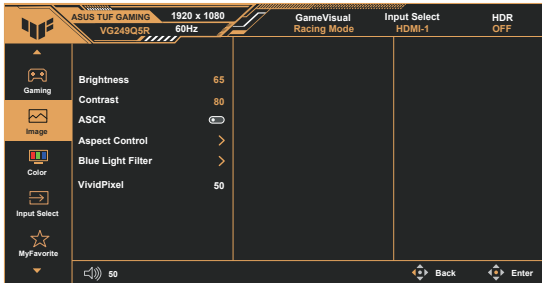 ASUS TUF GAMING 1920 x 1080 GameVisual Input Select HDR
VG249Q5R 60Hz Racing Mode HDMI-1 OFF
Gaming
Image
Color
Input Select
MyFavorite
Brightness 65
Contrast 80
ASCR
Aspect Control
Blue Light Filter
VividPixel 50
50 Back Enter